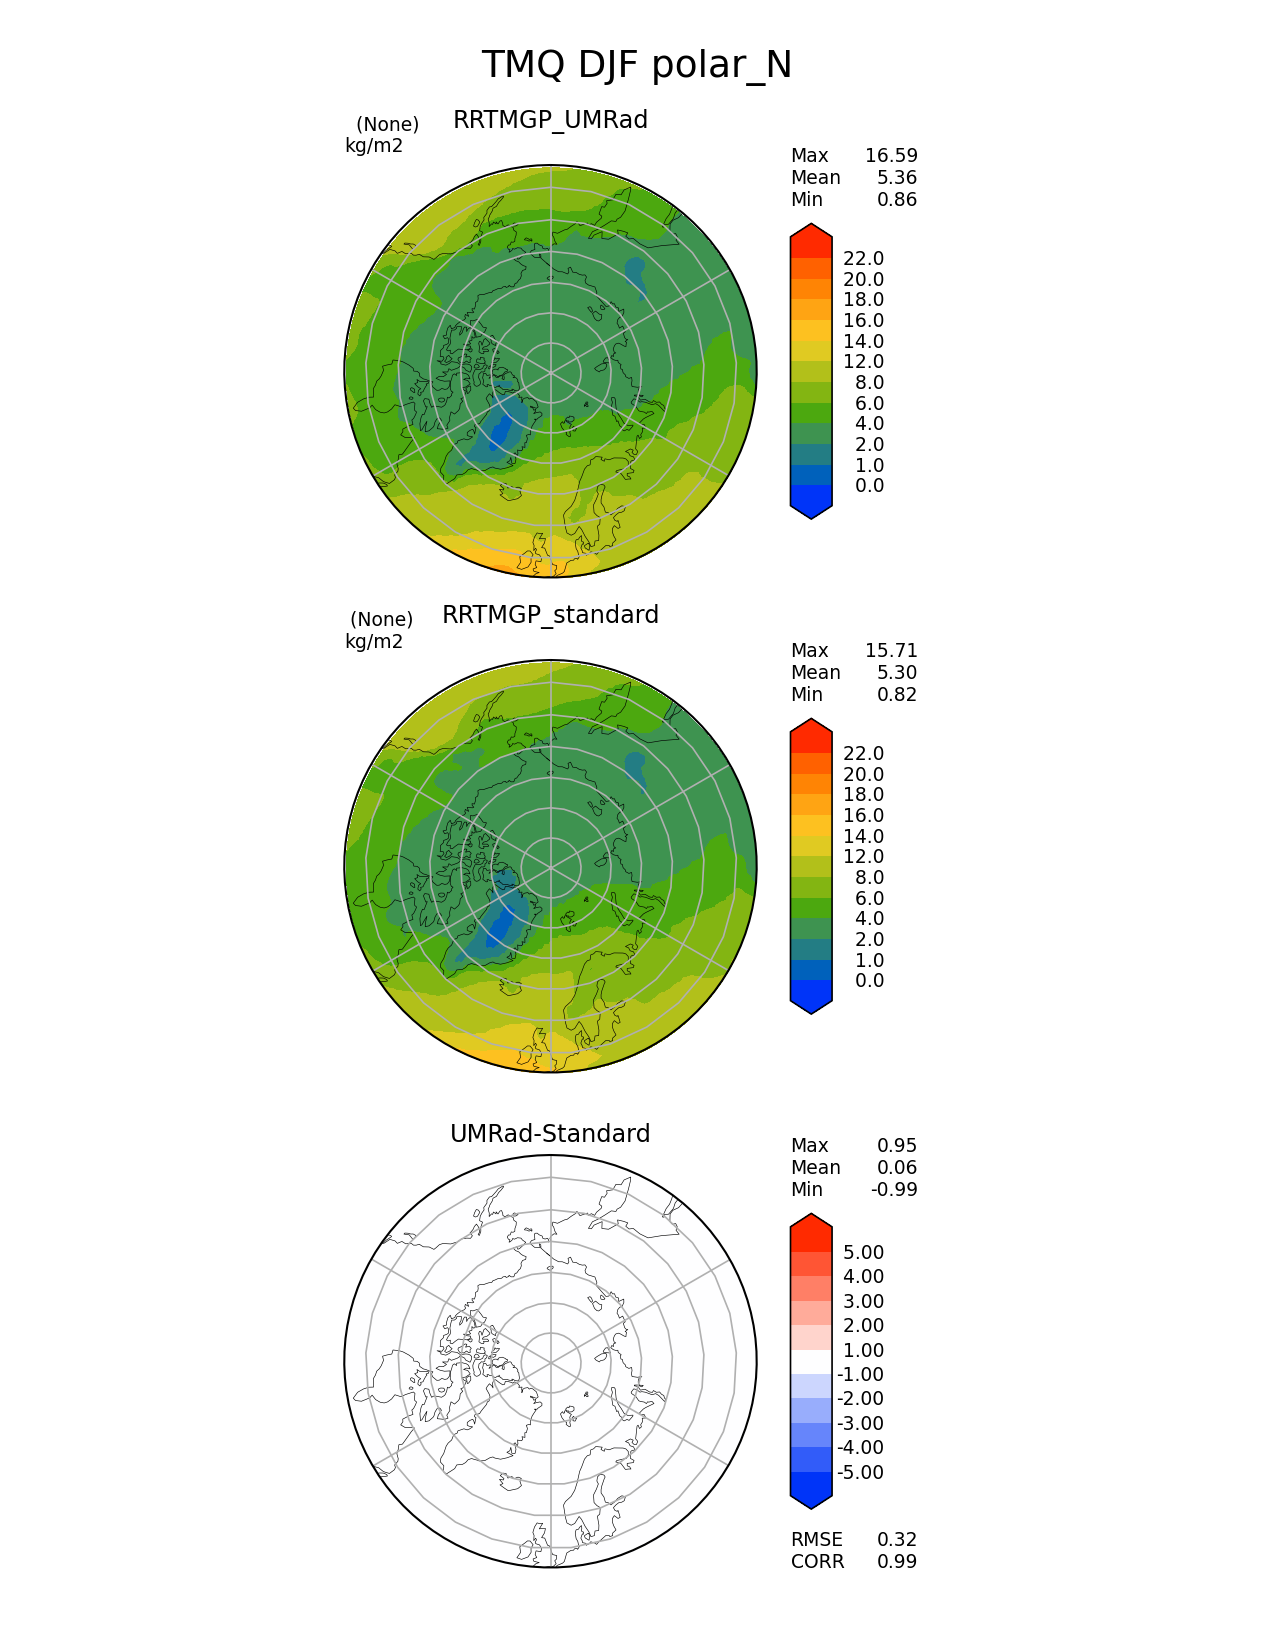 TMQ DJF polar_N
(None)
kg/m2
RRTMGP_UMRad
Max 16.59
Mean 5.36
Min 0.86
22.0
20.0
18.0
16.0
14.0
12.0
8.0
6.0
4.0
2.0
1.0
0.0
(None)
kg/m2
RRTMGP_standard
Max 15.71
Mean 5.30
Min 0.82
22.0
20.0
18.0
16.0
14.0
12.0
8.0
6.0
4.0
2.0
1.0
0.0
UMRad-Standard
Max 0.95
Mean 0.06
Min -0.99
5.00
4.00
3.00
2.00
1.00
-1.00
-2.00
-3.00
-4.00
-5.00
RMSE 0.32
CORR 0.99